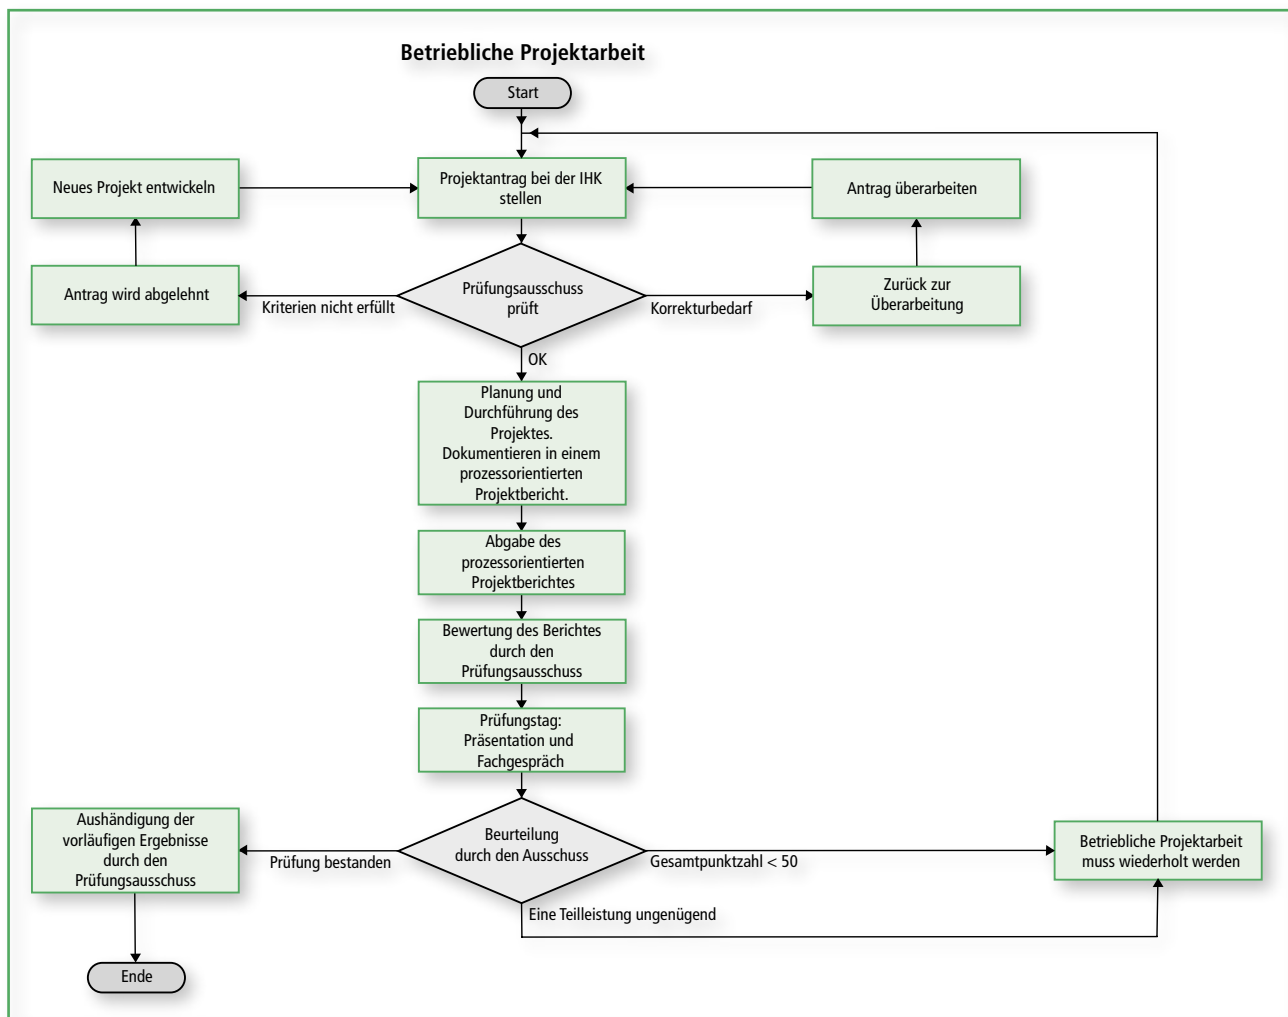 Betriebliche Projektarbeit
Start
Neues Projekt entwickeln
Projektantrag bei der IHK
stellen
Antrag überarbeiten
Antrag wird abgelehnt
Kriterien nicht erfüllt
Prüfungsausschuss
prüft
Korrekturbedarf
Zurück zur
Überarbeitung
OK
Planung und
Durchführung des
Projektes.
Dokumentieren in einem
prozessorientierten
Projektbericht.
Abgabe des
prozessorientierten
Projektberichtes
Bewertung des Berichtes
durch den
Prüfungsausschuss
Prüfungstag:
Präsentation und
Fachgespräch
Aushändigung der
vorläufigen Ergebnisse
durch den
Prüfungsausschuss
Prüfung bestanden
Beurteilung
durch den Ausschuss
Gesamtpunktzahl < 50
Betriebliche Projektarbeit
muss wiederholt werden
Eine Teilleistung ungenügend
Ende